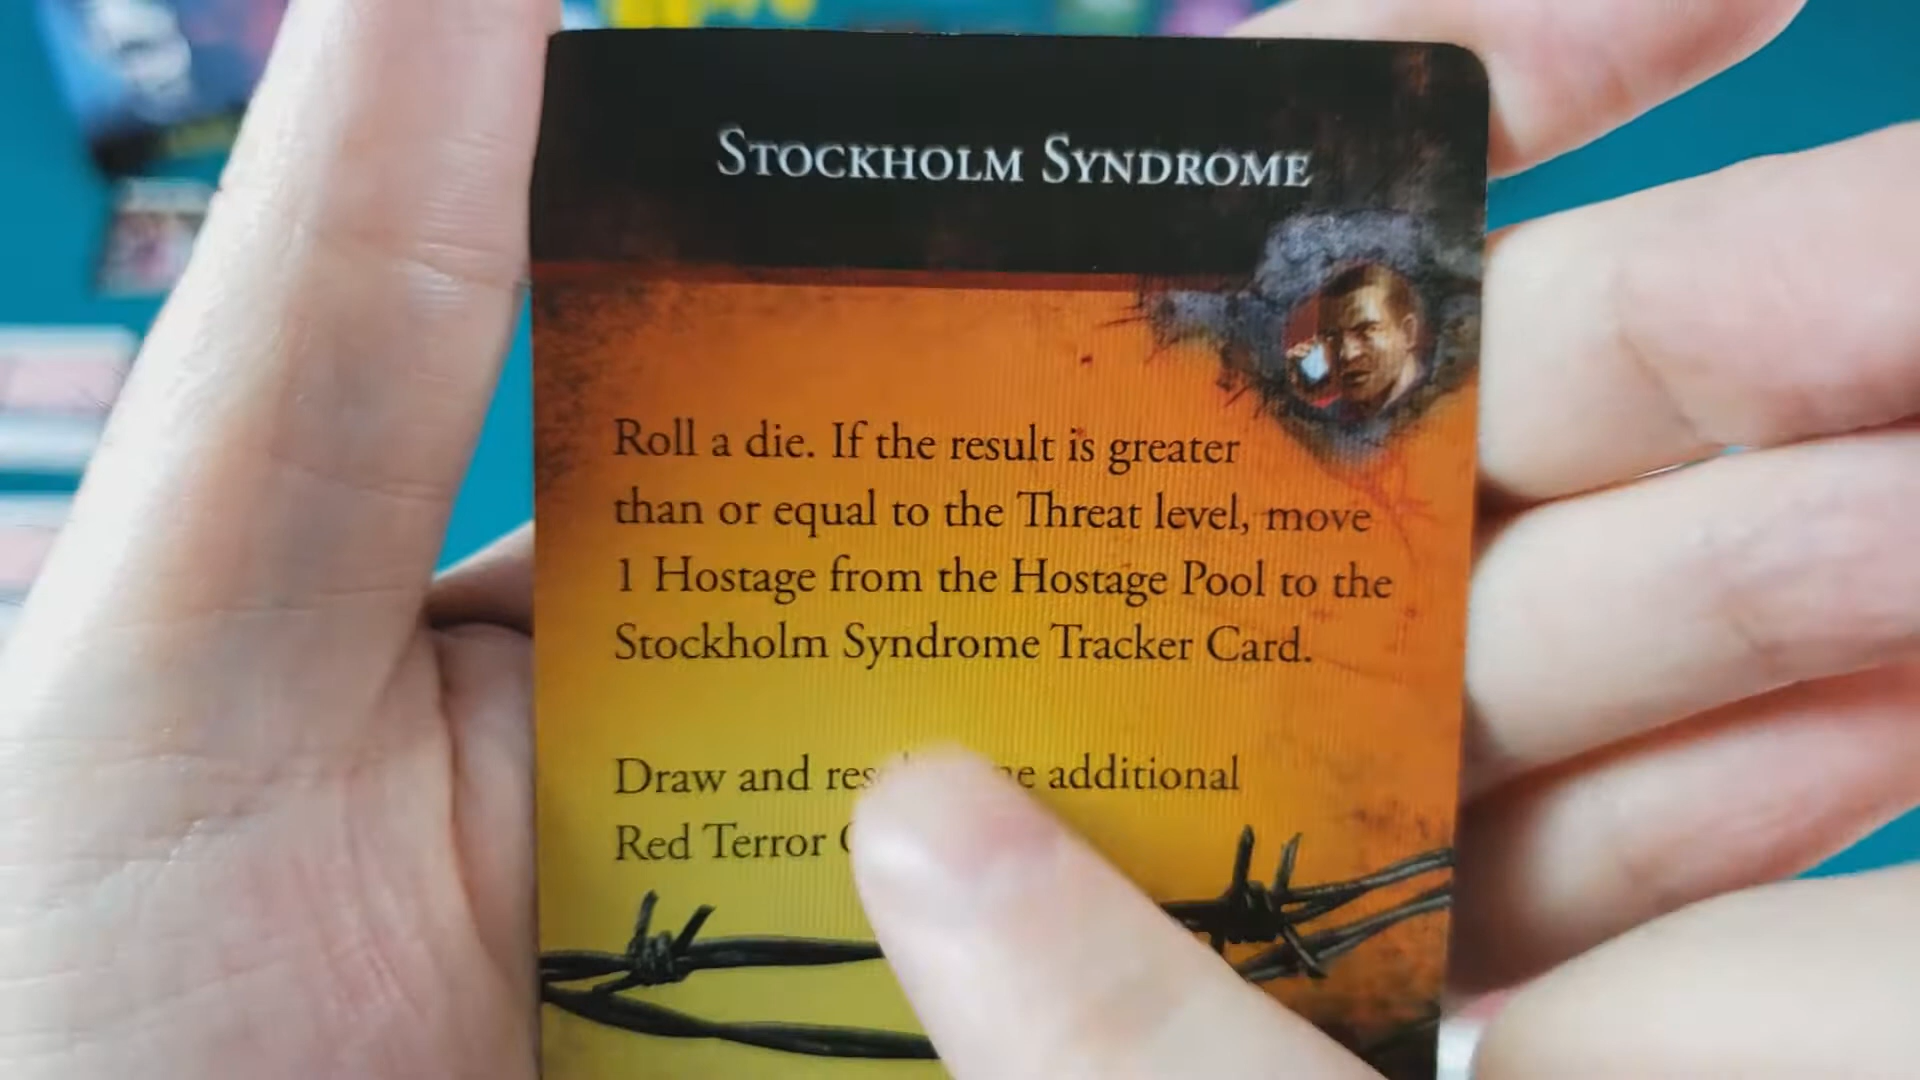 Stockholm Syndrome
Roll a die. If the result is greater
than or equal to the Threat level, move
1 Hostage from the Hostage Pool to the
Stockholm Syndrome Tracker Card.
Draw and additional
Red Terror